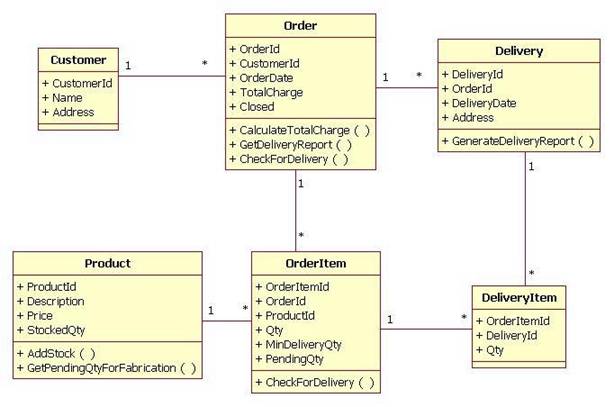 Customer
+ CustomerId
+ Name
+ Address
1
*
Order
+ OrderId
+ CustomerId
+ OrderDate
+ TotalCharge
+ Closed
+ CalculateTotalCharge ( )
+ GetDeliveryReport ( )
+ CheckForDelivery ( )
1
*
Delivery
+ DeliveryId
+ OrderId
+ DeliveryDate
+ Address
+ GenerateDeliveryReport ( )
1
*
1
*
Product
+ ProductId
+ Description
+ Price
+ StockedQty
+ AddStock ( )
+ GetPendingQtyForFabrication ( )
1
*
OrderItem
+ OrderItemId
+ OrderId
+ ProductId
+ Qty
+ MinDeliveryQty
+ PendingQty
+ CheckForDelivery ( )
1
*
DeliveryItem
+ OrderItemId
+ DeliveryId
+ Qty